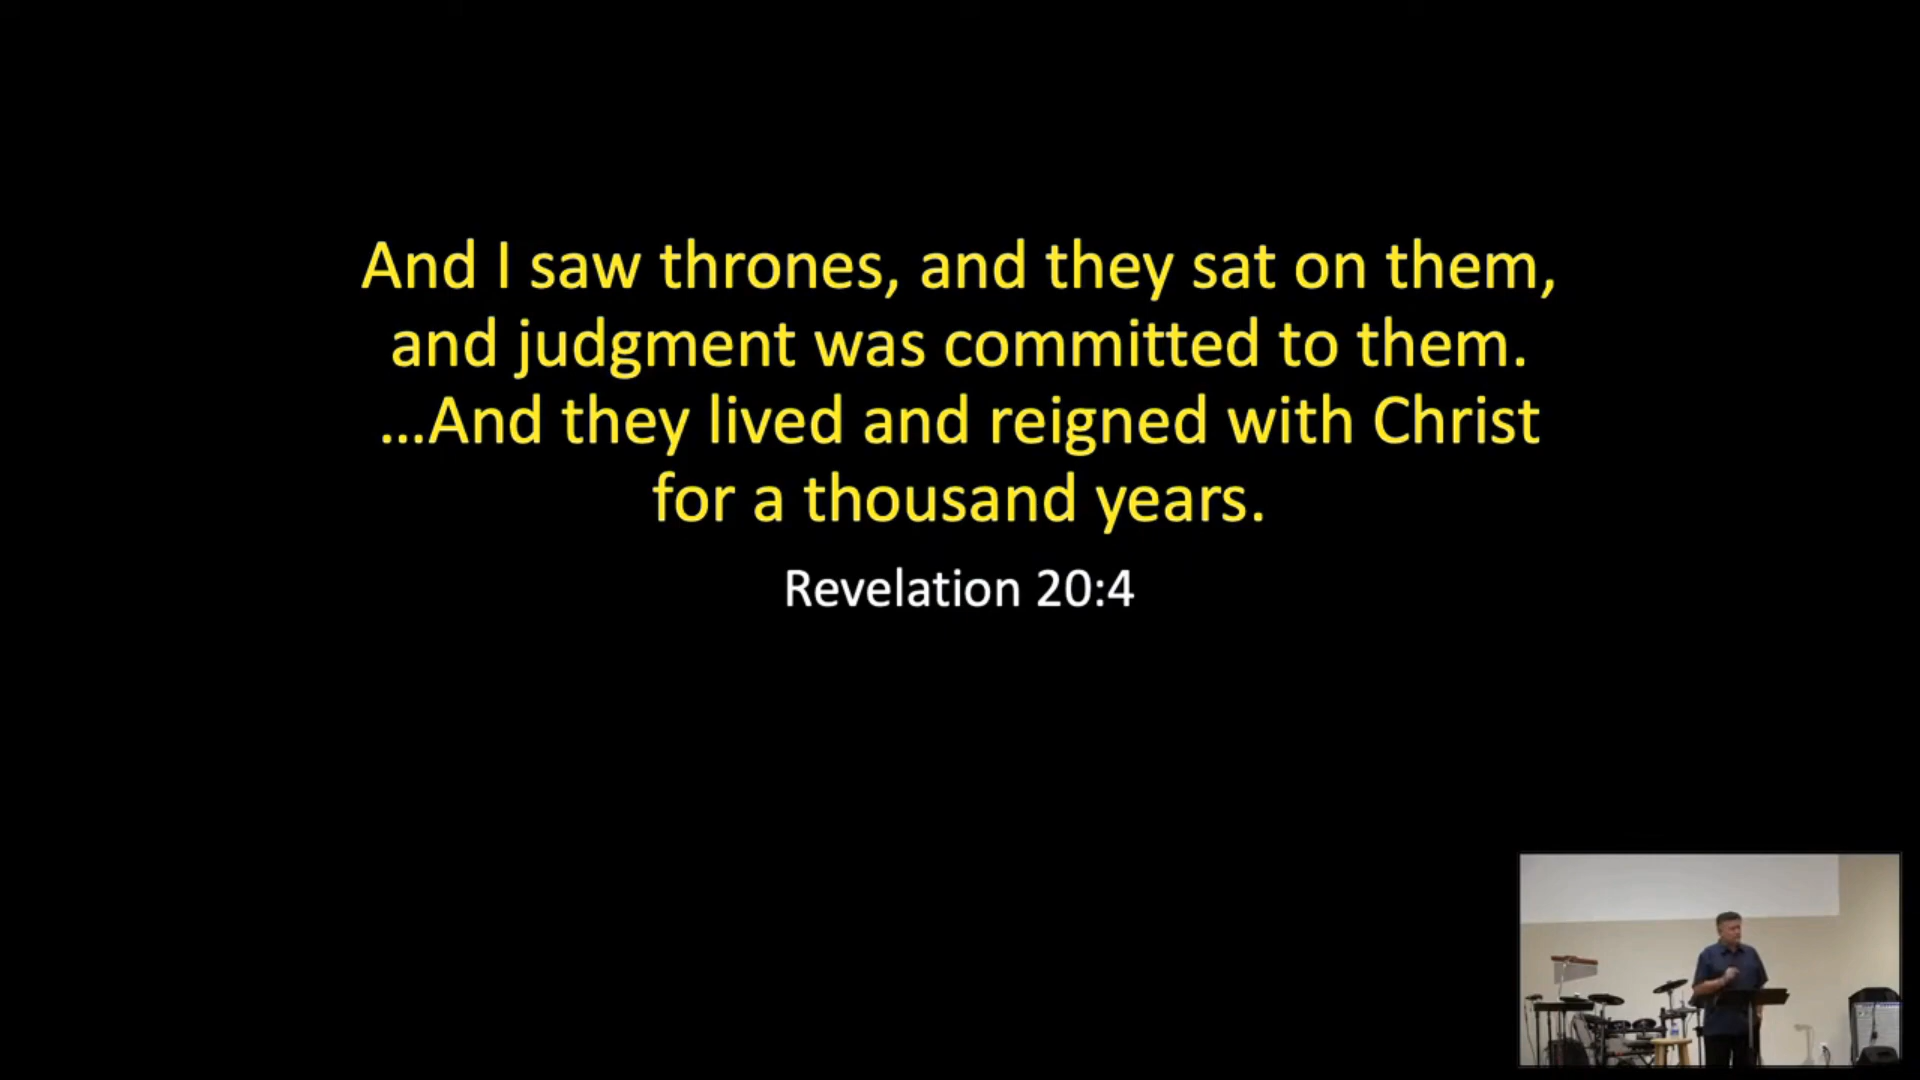 And I saw thrones, and they sat on them,
and judgment was committed to them.
...And they lived and reigned with Christ
for a thousand years.
Revelation 20:4